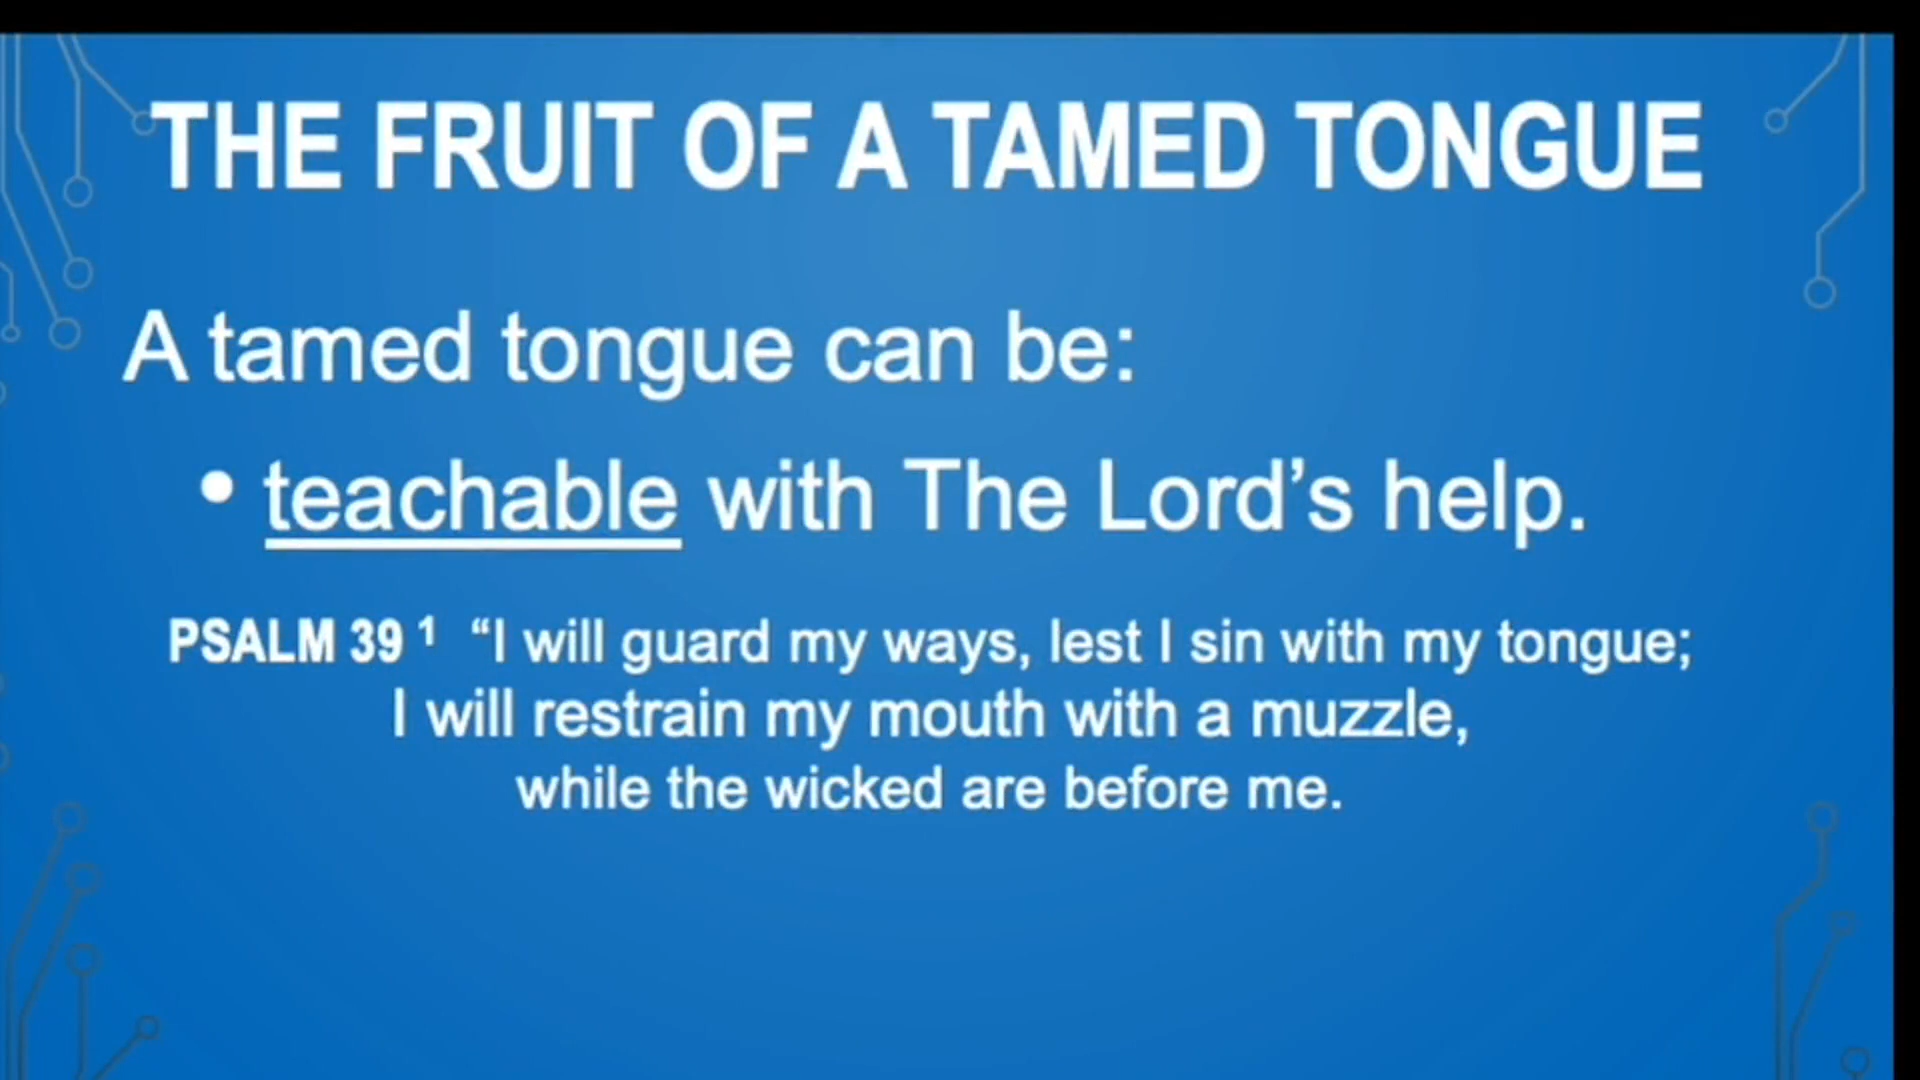 THE FRUIT OF A TAMED TONGUE
A tamed tongue can be:
• teachable with The Lord’s help.
PSALM 39 ¹ “I will guard my ways, lest I sin with my tongue;
I will restrain my mouth with a muzzle,
while the wicked are before me.